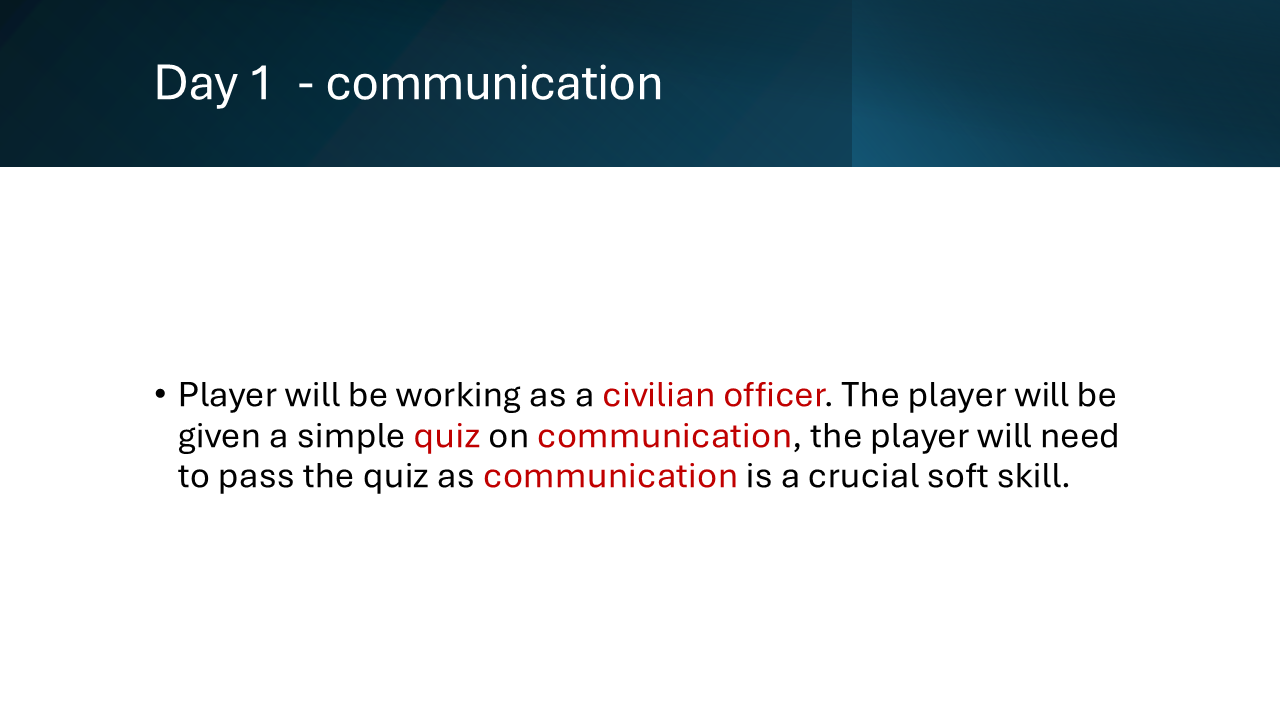 Day 1  - communication
• Player will be working as a civilian officer. The player will be
given a simple quiz on communication, the player will need
to pass the quiz as communication is a crucial soft skill.